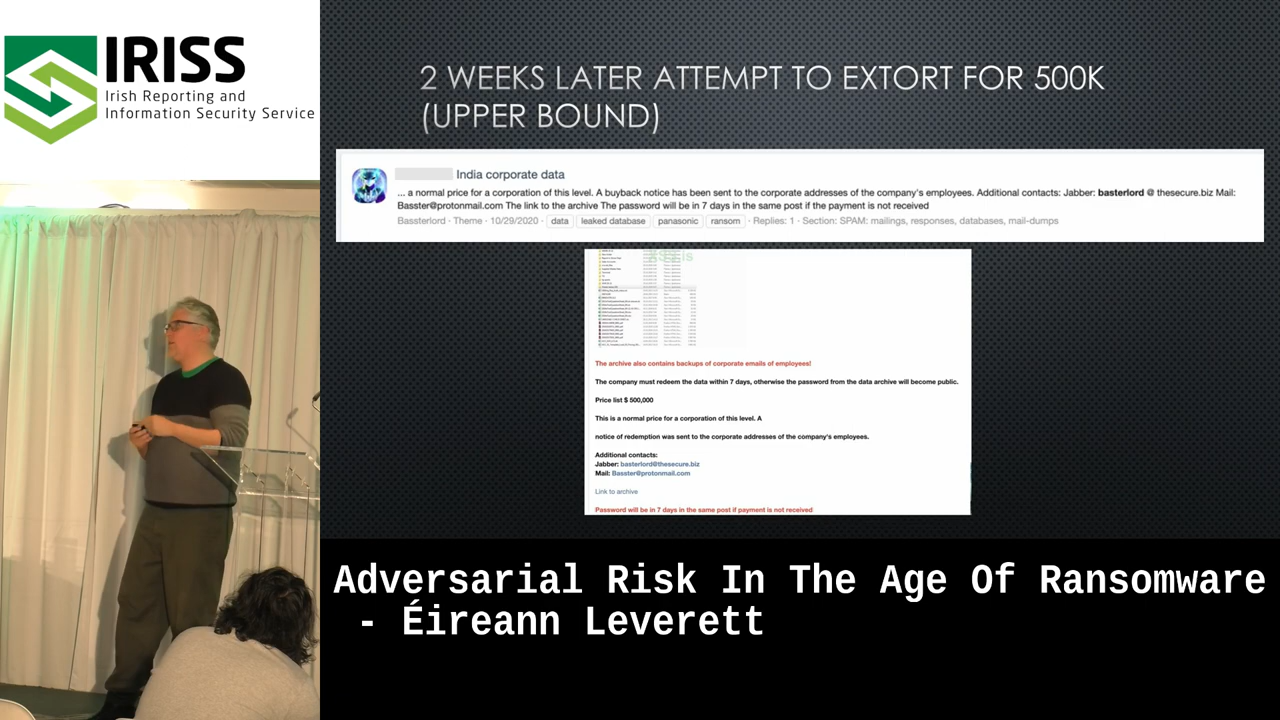 IRISS
Irish Reporting and
Information Security Service
2 WEEKS LATER ATTEMPT TO EXTORT FOR 500K
(UPPER BOUND)
India corporate data
... a normal price for a corporation of this level. A buyback notice has been sent to the corporate addresses of the company's employees. Additional contacts: Jabber: basterlord @ thesecure.biz Mail:
Basster@protonmail.com The link to the archive The password will be in 7 days in the same post if the payment is not received
Bassterlord · Theme · 10/29/2020 · data leaked database panasonic ransom · Replies: 1 · Section: SPAM: mailings, responses, databases, mail-dumps
The archive also contains backups of corporate emails of employees!
The company must redeem the data within 7 days, otherwise the password from the data archive will become public.
Price list $ 500,000
This is a normal price for a corporation of this level. A
notice of redemption was sent to the corporate addresses of the company's employees.
Additional contacts:
Jabber: basterlord@thesecure.biz
Mail: Basster@protonmail.com
Link to archive
Password will be in 7 days in the same post if payment is not received
Adversarial Risk In The Age Of Ransomware
- Éireann Leverett